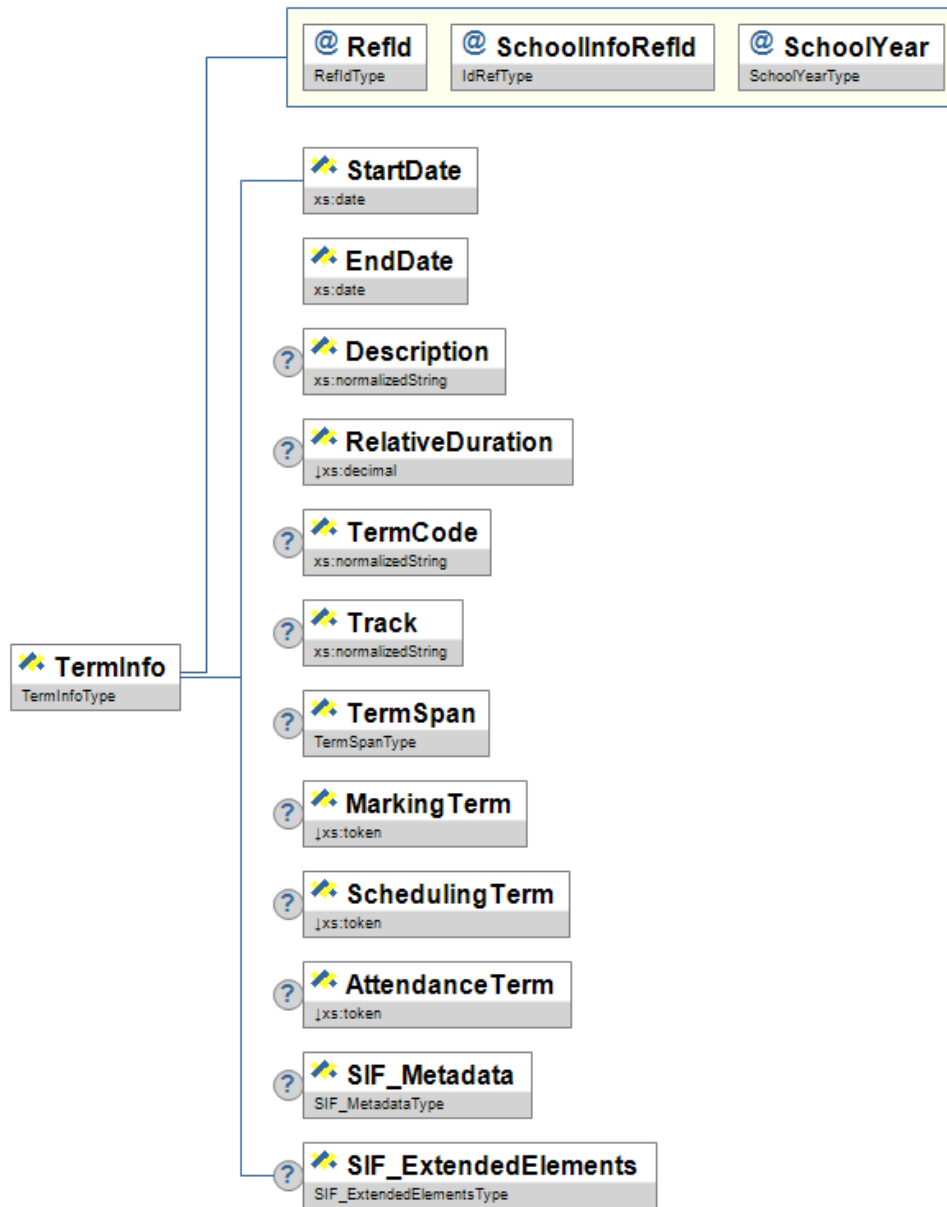 @ RefId @ SchoolInfoRefId @ SchoolYear
RefIdType IdRefType SchoolYearType
StartDate
xs:date
EndDate
xs:date
? Description
xs:normalizedString
? RelativeDuration
↓xs:decimal
? TermCode
xs:normalizedString
? Track
xs:normalizedString
TermInfo
TermInfoType
? TermSpan
TermSpanType
? MarkingTerm
↓xs:token
? SchedulingTerm
↓xs:token
? AttendanceTerm
↓xs:token
? SIF_Metadata
SIF_MetadataType
? SIF_ExtendedElements
SIF_ExtendedElementsType